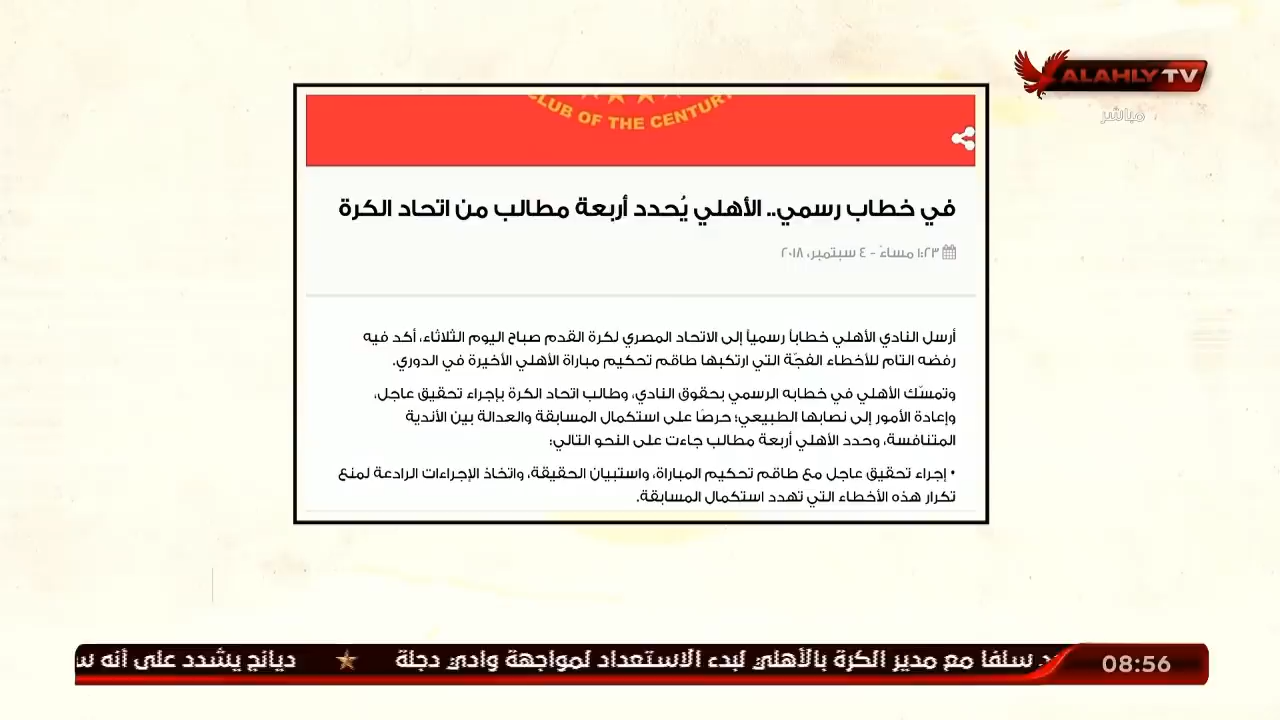 ALAHLY TV
مباشر
CLUB OF THE CENTURY
في خطاب رسمي.. الأهلي يُحدد أربعة مطالب من اتحاد الكرة
١:٢٣ مساءً - ٤ سبتمبر، ٢٠١٨
أرسل النادي الأهلي خطاباً رسمياً إلى الاتحاد المصري لكرة القدم صباح اليوم الثلاثاء، أكد فيه
رفضه التام للأخطاء الفجّة التي ارتكبها طاقم تحكيم مباراة الأهلي الأخيرة في الدوري.
وتمسّك الأهلي في خطابه الرسمي بحقوق النادي، وطالب اتحاد الكرة بإجراء تحقيق عاجل،
وإعادة الأمور إلى نصابها الطبيعي؛ حرصًا على استكمال المسابقة والعدالة بين الأندية
المتنافسة، وحدد الأهلي أربعة مطالب جاءت على النحو التالي:
• إجراء تحقيق عاجل مع طاقم تحكيم المباراة، واستبيان الحقيقة، واتخاذ الإجراءات الرادعة لمنع
تكرار هذه الأخطاء التي تهدد استكمال المسابقة.
سلفا مع مدير الكرة بالأهلي لبدء الاستعداد لمواجهة وادي دجلة ★ ديانج يشدد على أنه
08:56